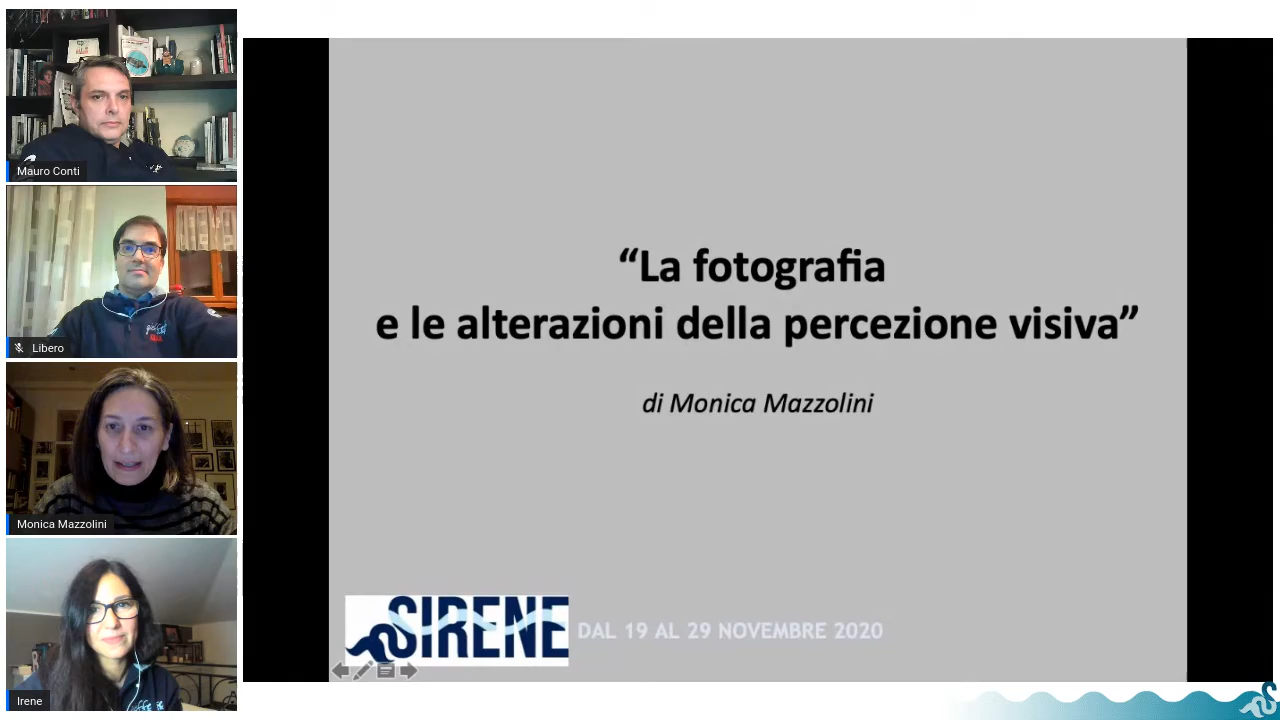 Mauro Conti
Libero
Monica Mazzolini
Irene
“La fotografia
e le alterazioni della percezione visiva”
di Monica Mazzolini
SIRENE
DAL 19 AL 29 NOVEMBRE 2020